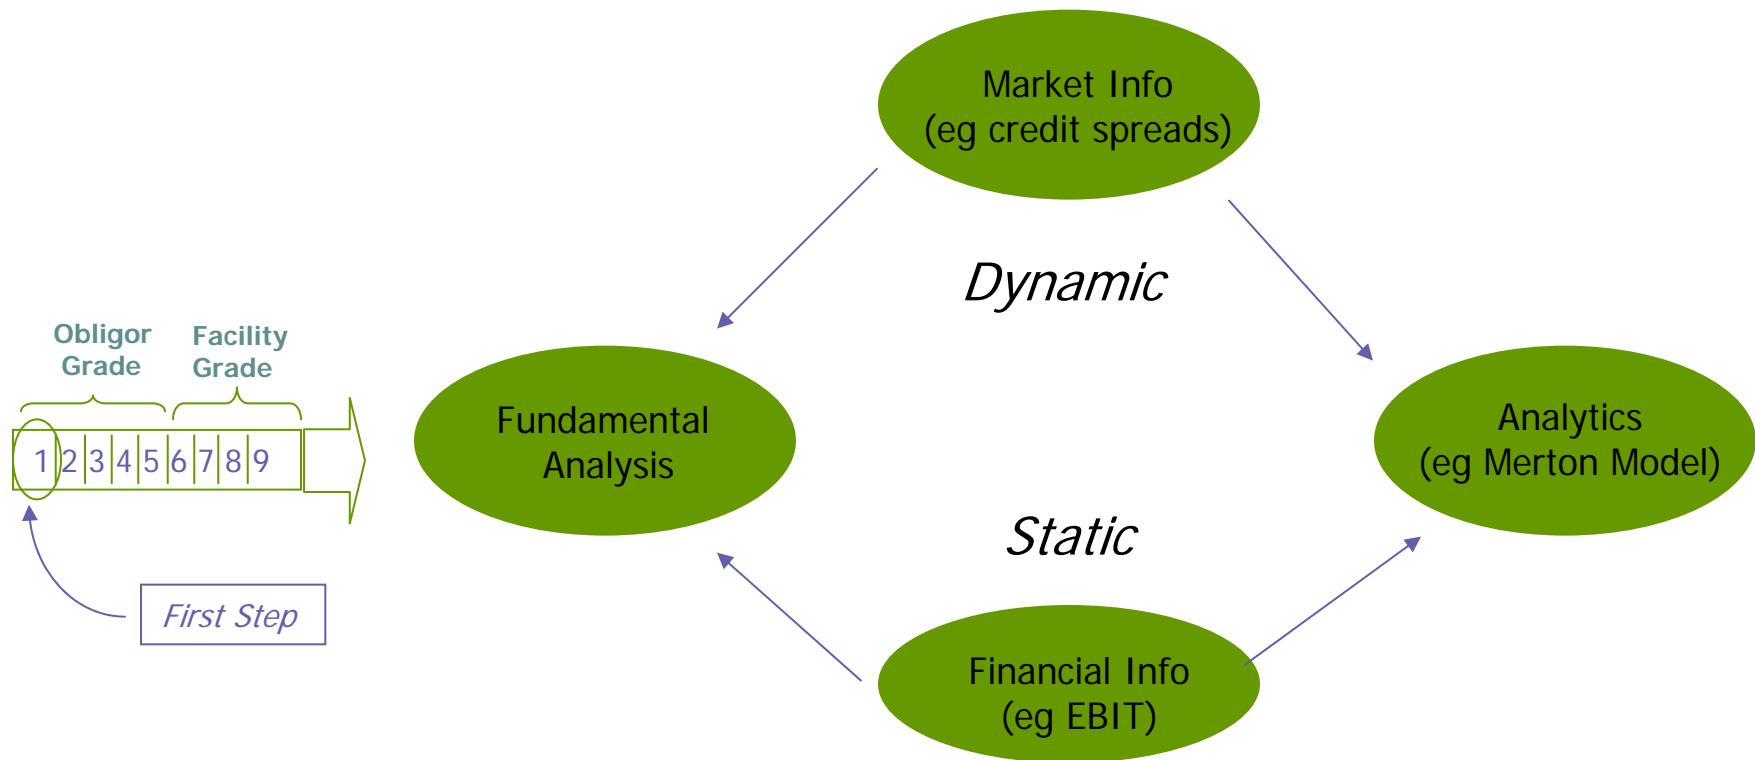 Market Info
(eg credit spreads)
Dynamic
Obligor
Grade
Facility
Grade
1 2 3 4 5 6 7 8 9
Fundamental
Analysis
Analytics
(eg Merton Model)
Static
First Step
Financial Info
(eg EBIT)